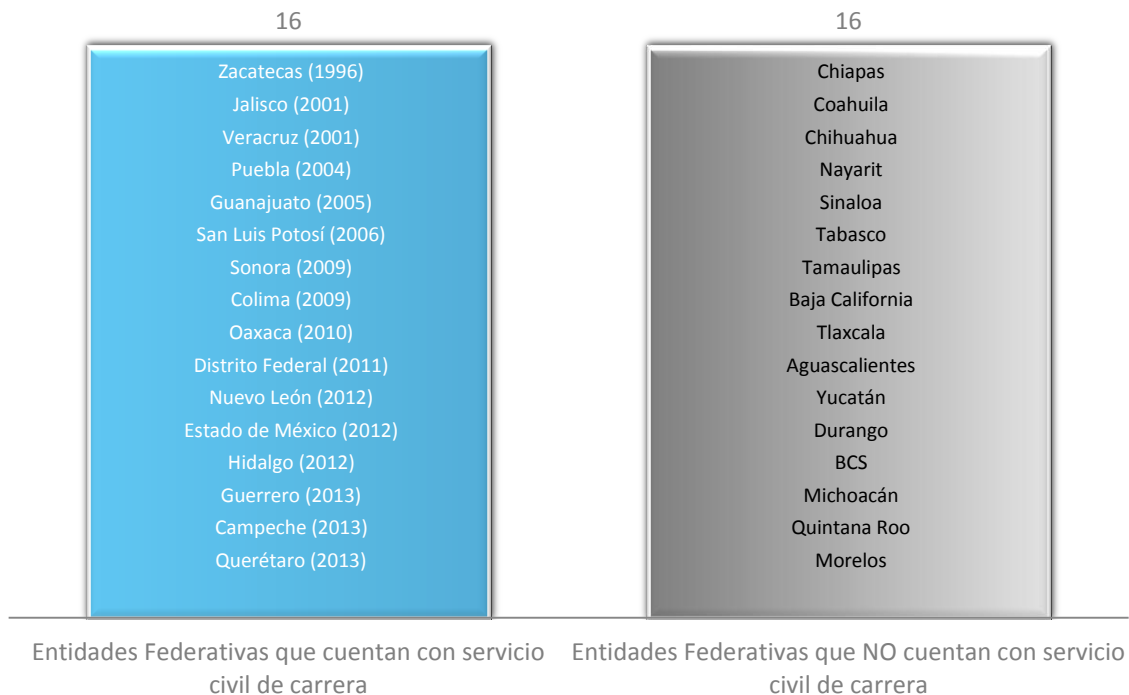 16
Zacatecas (1996)
Jalisco (2001)
Veracruz (2001)
Puebla (2004)
Guanajuato (2005)
San Luis Potosí (2006)
Sonora (2009)
Colima (2009)
Oaxaca (2010)
Distrito Federal (2011)
Nuevo León (2012)
Estado de México (2012)
Hidalgo (2012)
Guerrero (2013)
Campeche (2013)
Querétaro (2013)
Entidades Federativas que cuentan con servicio
civil de carrera
16
Chiapas
Coahuila
Chihuahua
Nayarit
Sinaloa
Tabasco
Tamaulipas
Baja California
Tlaxcala
Aguascalientes
Yucatán
Durango
BCS
Michoacán
Quintana Roo
Morelos
Entidades Federativas que NO cuentan con servicio
civil de carrera